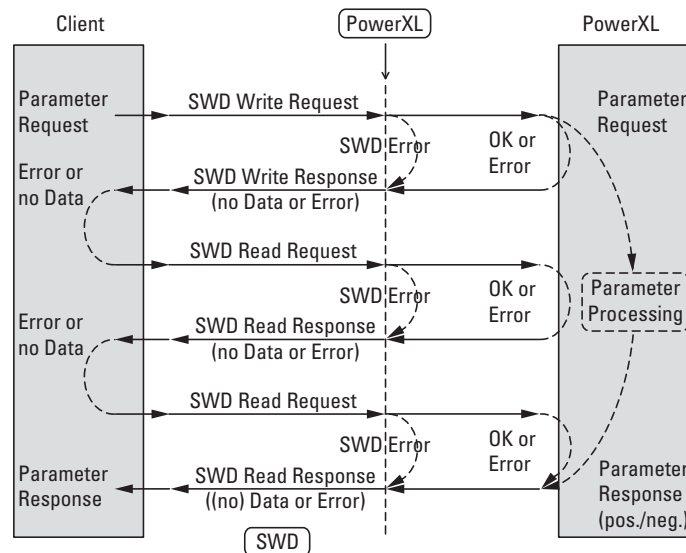 Client
PowerXL
PowerXL
Parameter
Request
SWD Write Request
Parameter
Request
SWD Error
OK or
Error
Error or
no Data
SWD Write Response
(no Data or Error)
SWD Read Request
SWD Error
OK or
Error
Parameter
Processing
Error or
no Data
SWD Read Response
(no Data or Error)
SWD Read Request
SWD Error
OK or
Error
Parameter
Response
SWD Read Response
((no) Data or Error)
Parameter
Response
(pos./neg.)
SWD